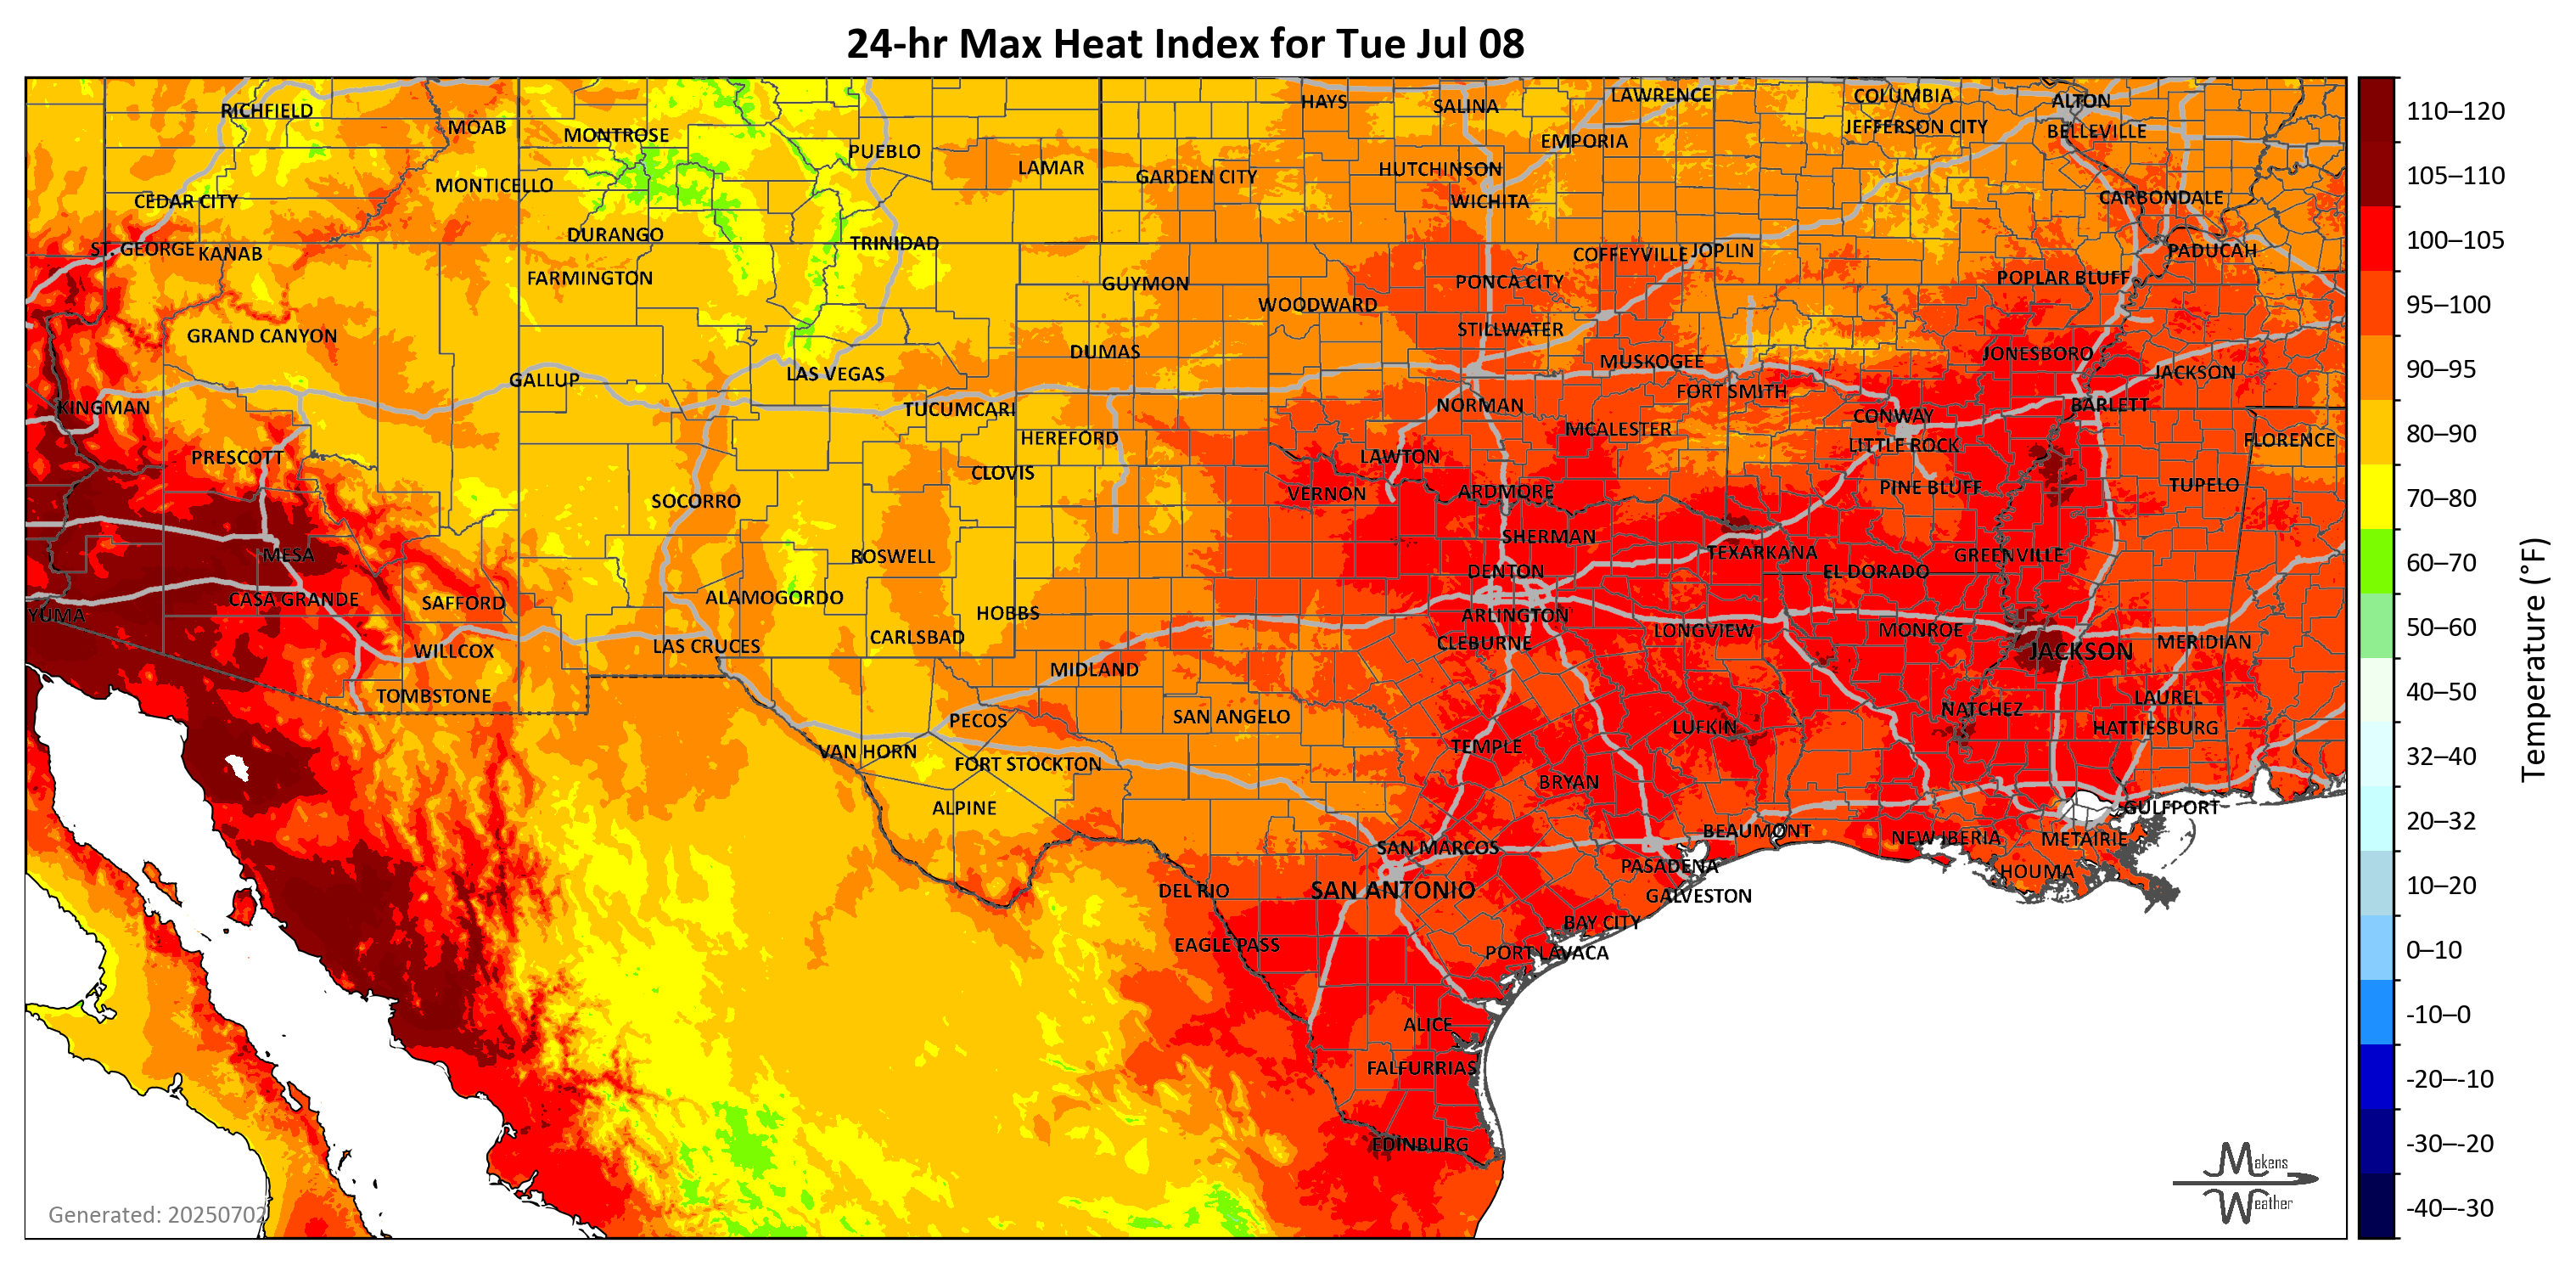 24-hr Max Heat Index for Tue Jul 08
RICHFIELD
MOAB
MONTROSE
PUEBLO
LAMAR
GARDEN CITY
HAYS
SALINA
LAWRENCE
COLUMBIA
ALTON
EMPORIA
JEFFERSON CITY
BELLEVILLE
HUTCHINSON
MONTICELLO
CEDAR CITY
WICHITA
CARBONDALE
DURANGO
TRINIDAD
ST. GEORGE
KANAB
COFFEYVILLE
JOPLIN
PADUCAH
FARMINGTON
GUYMON
PONCA CITY
POPLAR BLUFF
WOODWARD
GRAND CANYON
STILLWATER
DUMAS
MUSKOGEE
JONESBORO
GALLUP
LAS VEGAS
FORT SMITH
JACKSON
KINGMAN
TUCUMCARI
NORMAN
CONWAY
BARLETT
HEREFORD
MCALESTER
LITTLE ROCK
FLORENCE
PRESCOTT
CLOVIS
LAWTON
SOCORRO
VERNON
ARDMORE
PINE BLUFF
TUPELO
SHERMAN
MESA
ROSWELL
TEXARKANA
GREENVILLE
DENTON
EL DORADO
CASA GRANDE
SAFFORD
ALAMOGORDO
HOBBS
ARLINGTON
YUMA
LAS CRUCES
CARLSBAD
CLEBURNE
LONGVIEW
MONROE
JACKSON
MERIDIAN
WILLCOX
MIDLAND
TOMBSTONE
PECOS
SAN ANGELO
LUFKIN
NATCHEZ
LAUREL
HATTIESBURG
VAN HORN
FORT STOCKTON
TEMPLE
BRYAN
ALPINE
GULFPORT
BEAUMONT
NEW IBERIA
METAIRIE
SAN MARCOS
PASADENA
HOUMA
DEL RIO
SAN ANTONIO
GALVESTON
BAY CITY
EAGLE PASS
PORT LAVACA
ALICE
FALFURRIAS
EDINBURG
Generated: 20250702
Makens
Weather
110–120
105–110
100–105
95–100
90–95
80–90
70–80
60–70
50–60
40–50
32–40
20–32
10–20
0–10
-10–0
-20–-10
-30–-20
-40–-30
Temperature (°F)